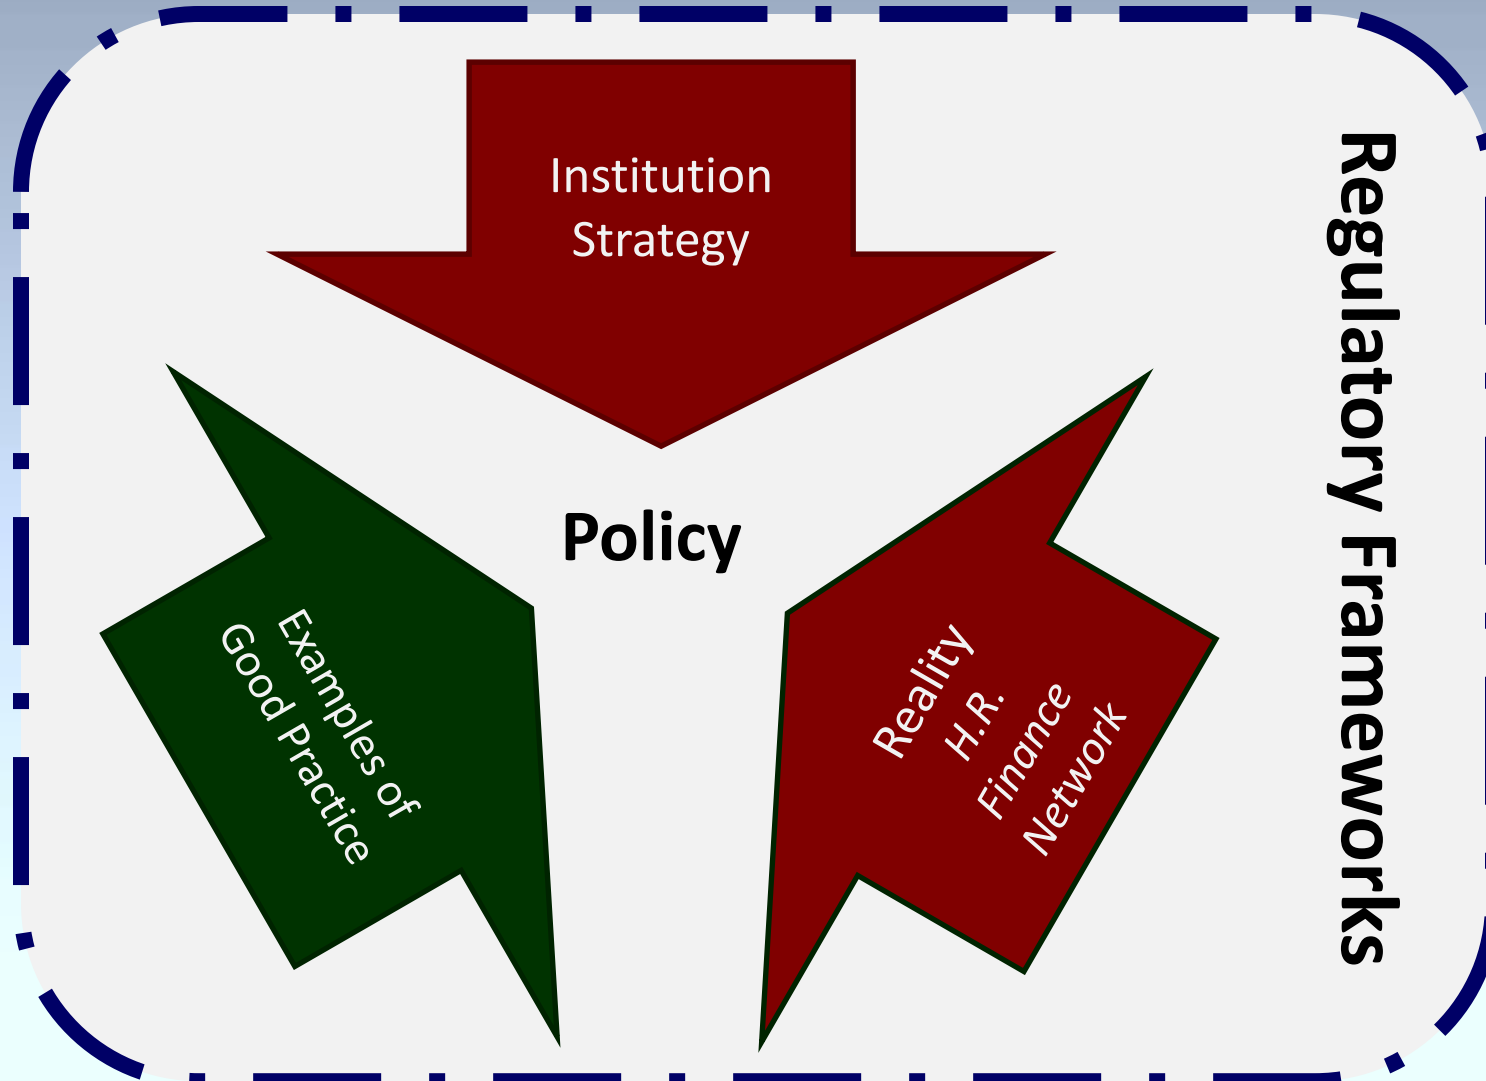 Institution
Strategy
Policy
Examples of
Good Practice
Reality
H.R.
Finance
Network
Regulatory Frameworks